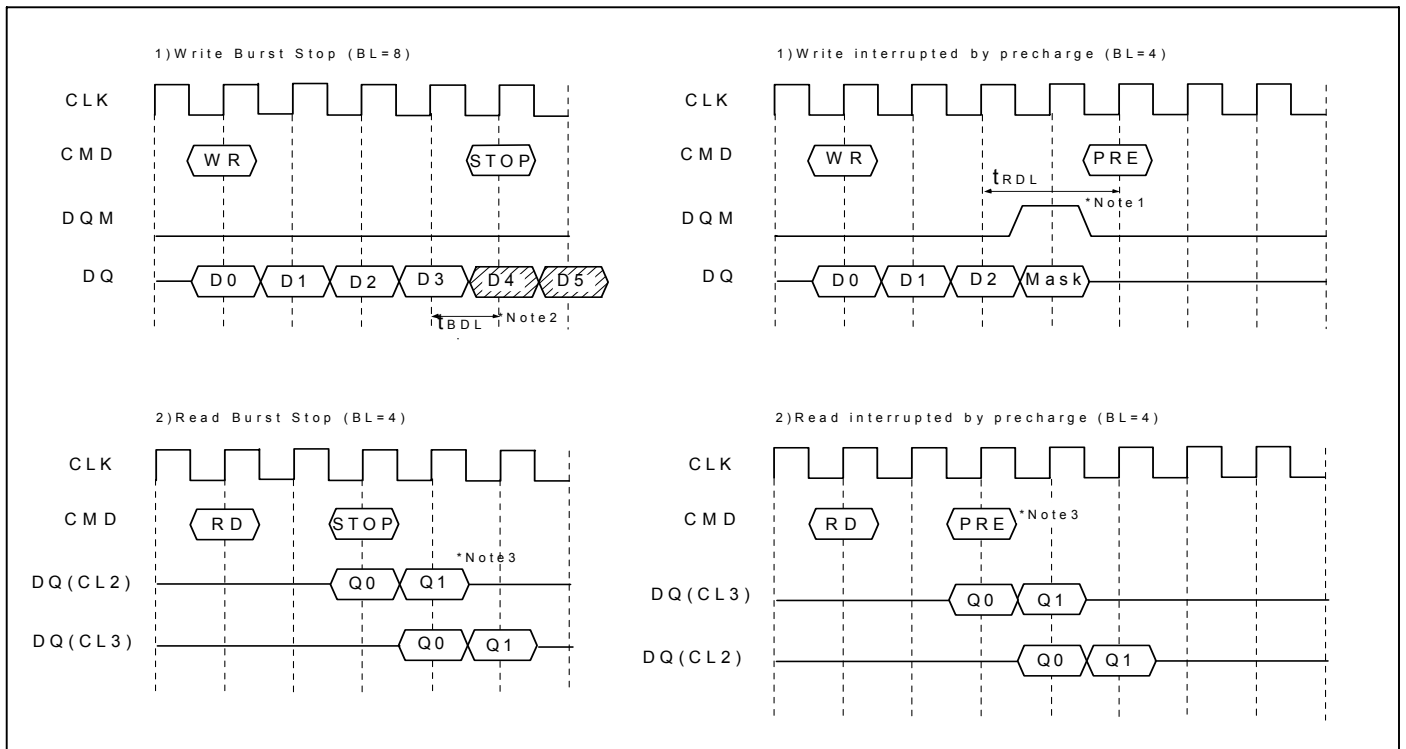 1)Write Burst Stop (BL=8)
CLK
CMD
WR
STOP
DQM
DQ
D0 D1 D2 D3 D4 D5
tBDL *Note2
1)Write interrupted by precharge (BL=4)
CLK
CMD
WR
PRE
tRDL
*Note1
DQM
DQ
D0 D1 D2 Mask
2)Read Burst Stop (BL=4)
CLK
CMD
RD
STOP
*Note3
DQ(CL2)
Q0 Q1
DQ(CL3)
Q0 Q1
2)Read interrupted by precharge (BL=4)
CLK
CMD
RD
PRE
*Note3
DQ(CL3)
Q0 Q1
DQ(CL2)
Q0 Q1